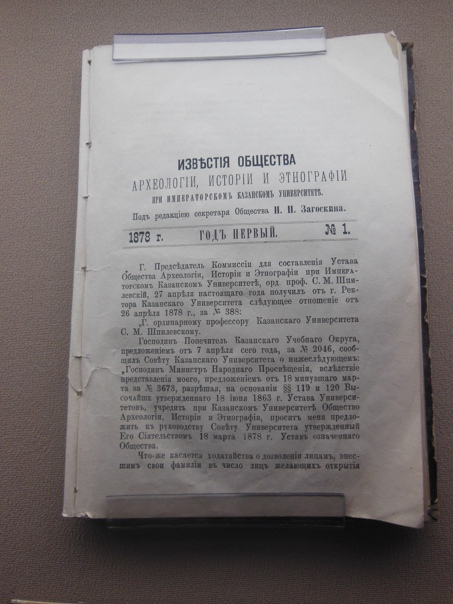 ИЗВѢСТІЯ ОБЩЕСТВА
АРХЕОЛОГІИ, ИСТОРІИ И ЭТНОГРАФІИ
ПРИ ИМПЕРАТОРСКОМЪ КАЗАНСКОМЪ УНИВЕРСИТЕТѢ.
Подъ редакціею секретаря Общества Н. П. Загоскина.
1878 г. ГОДЪ ПЕРВЫЙ. № 1.
Г. Предсѣдатель Коммиссіи для составленія Устава
Общества Археологіи, Исторіи и Этнографіи при Импера-
торскомъ Казанскомъ Университетѣ, орд. проф. С. М. Шпи-
левскій, 27 апрѣля настоящаго года получилъ отъ г. Рек-
тора Казанскаго Университета слѣдующее отношеніе отъ
26 апрѣля 1878 г., за № 388:
„Г. ординарному профессору Казанскаго Университета
С. М. Шпилевскому.
Господинъ Попечитель Казанскаго Учебнаго Округа,
предложеніемъ отъ 7 апрѣля сего года, за № 2046, сооб-
щилъ Совѣту Казанскаго Университета о нижеслѣдующемъ:
„Господинъ Министръ Народнаго Просвѣщенія, вслѣдствіе
представленія моего, предложеніемъ отъ 18 минувшаго мар-
та за № 3673, разрѣшая, на основаніи §§ 119 и 120 Вы-
сочайше утвержденнаго 18 іюня 1863 г. Устава Универси-
тетовъ, учредить при Казанскомъ Университетѣ Общество
Археологіи, Исторіи и Этнографіи, проситъ меня предло-
жить къ руководству Совѣту Университета утвержденный
Его Сіятельствомъ 18 марта 1878 г. Уставъ означеннаго
Общества.
Что-же касается ходатайства о дозволеніи лицамъ, внес-
шимъ свои фамиліи въ число лицъ желающихъ открытія